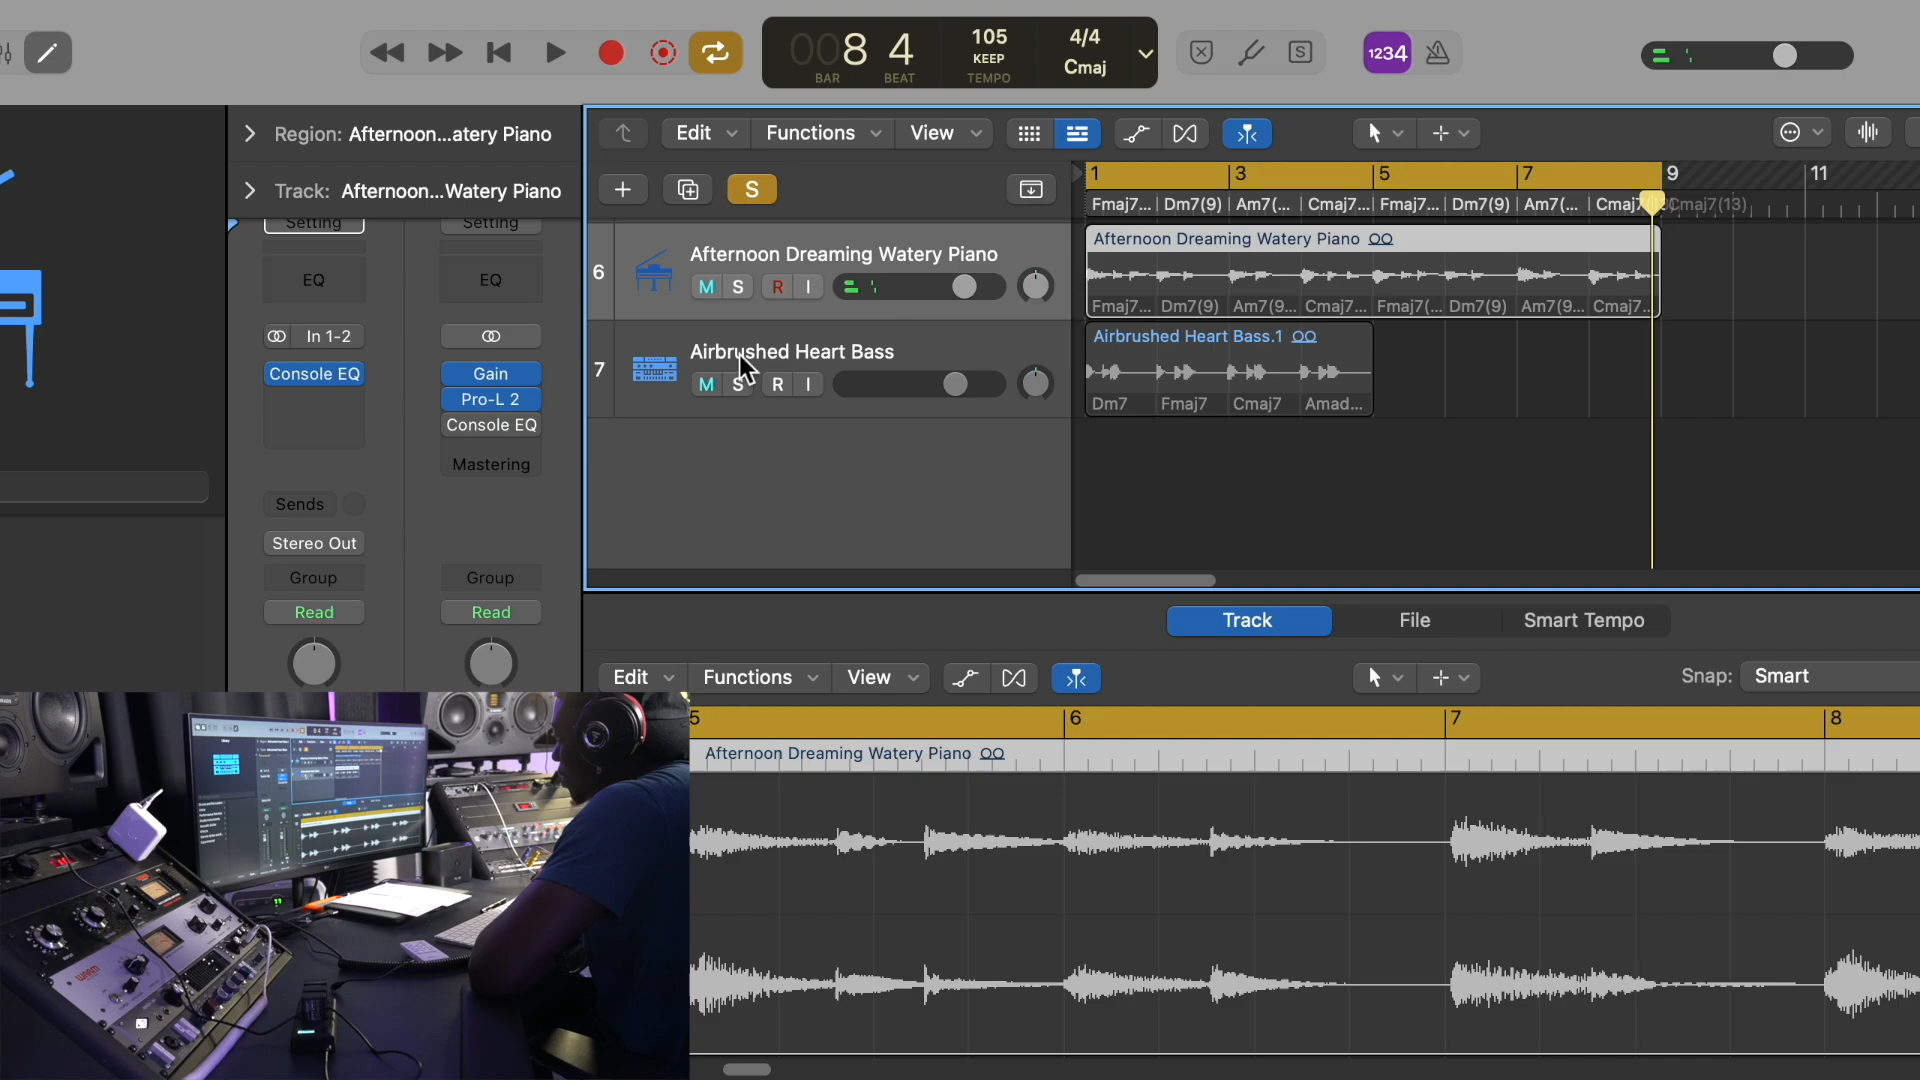 008 4
BAR BEAT
105
KEEP
TEMPO
4/4
Cmaj
S
1234
Region: Afternoon...atery Piano
Track: Afternoon...Watery Piano
Edit Functions View
S
1 3 5 7 9 11
Fmaj7... Dm7(9) Am7(... Cmaj7... Fmaj7... Dm7(9) Am7(... Cmaj7 Cmaj7(13)
6
Afternoon Dreaming Watery Piano
M S R I
Afternoon Dreaming Watery Piano
Fmaj7... Dm7(9) Am7(9... Cmaj7... Fmaj7(... Dm7(9) Am7(9... Cmaj7...
7
Airbrushed Heart Bass
M S R I
Airbrushed Heart Bass.1
Dm7 Fmaj7 Cmaj7 Amad...
Setting Setting
EQ EQ
In 1-2
Console EQ
Gain
Pro-L 2
Console EQ
Mastering
Sends
Stereo Out
Group Group
Read Read
Track File Smart Tempo
Edit Functions View
Snap: Smart
5 6 7 8
Afternoon Dreaming Watery Piano